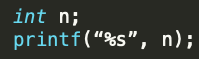 int n;
printf(“%s”, n);